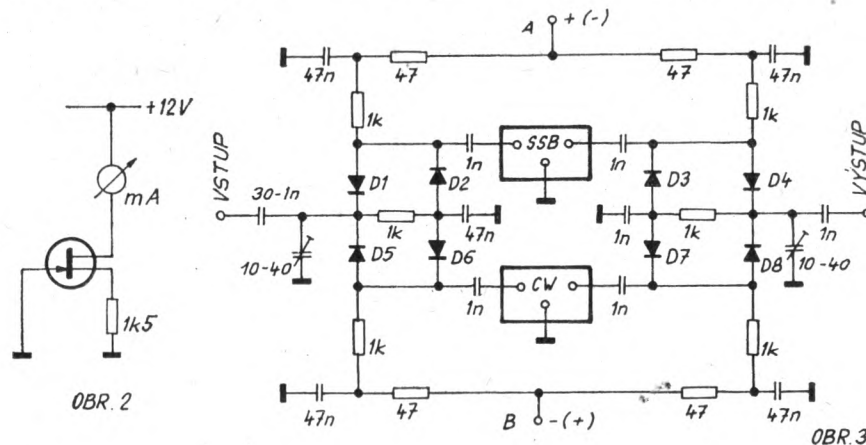 +12V
mA
1k5
OBR. 2
A
+(-)
47n
47
47
47n
1k
1k
1n
SSB
1n
VSTUP
D1
D2
D3
D4
VÝSTUP
30-1n
1k
47n
1n
1k
1n
10-40
D5
D6
D7
D8
10-40
1n
CW
1n
1k
1k
47n
47
47
47n
B
-(+)
OBR. 3